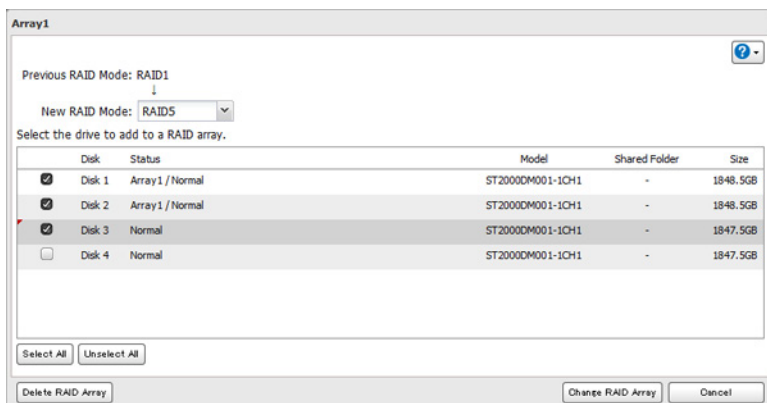 Array1
?
Previous RAID Mode: RAID1
↓
New RAID Mode: RAID5
Select the drive to add to a RAID array.
Disk Status Model Shared Folder Size
Disk 1 Array1 / Normal ST2000DM001-1CH1 - 1848.5GB
Disk 2 Array1 / Normal ST2000DM001-1CH1 - 1848.5GB
Disk 3 Normal ST2000DM001-1CH1 - 1847.5GB
Disk 4 Normal ST2000DM001-1CH1 - 1847.5GB
Select All Unselect All
Delete RAID Array Change RAID Array Cancel